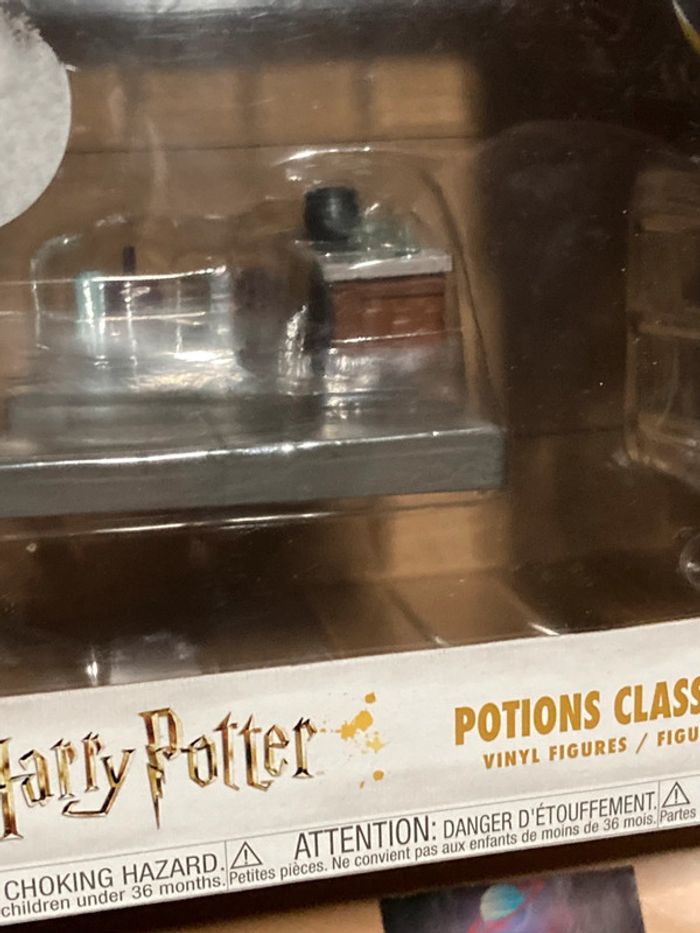 Harry Potter
POTIONS CLASS
VINYL FIGURES / FIGU
CHOKING HAZARD.
children under 36 months.
ATTENTION: DANGER D'ÉTOUFFEMENT.
Petites pièces. Ne convient pas aux enfants de moins de 36 mois.
Partes